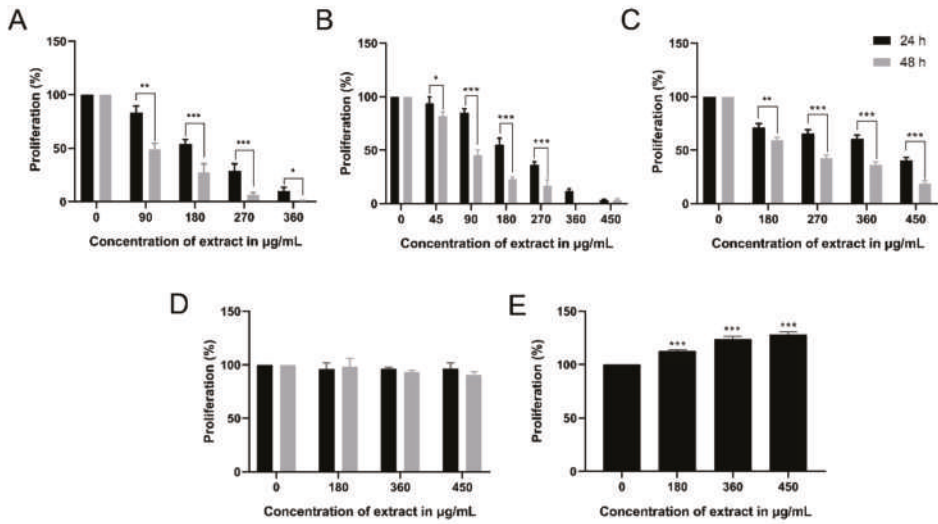 A
Proliferation (%)
150
100
50
0
**
***
***
*
0 90 180 270 360
Concentration of extract in µg/mL
B
Proliferation (%)
150
100
50
0
*
***
***
***
0 45 90 180 270 360 450
Concentration of extract in µg/mL
C
Proliferation (%)
150
100
50
0
**
***
***
***
0 180 270 360 450
Concentration of extract in µg/mL
24 h
48 h
D
Proliferation (%)
150
100
50
0
0 180 360 450
Concentration of extract in µg/mL
E
Proliferation (%)
150
100
50
0
***
***
***
0 180 360 450
Concentration of extract in µg/mL